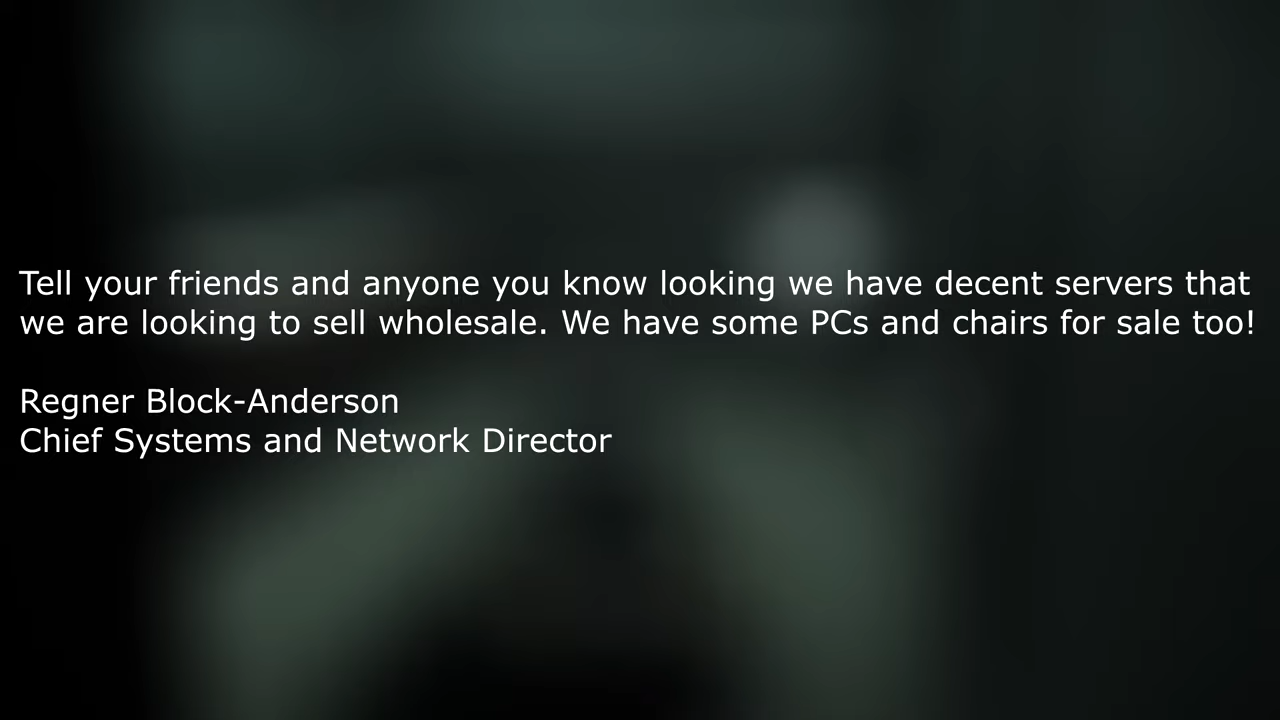 Tell your friends and anyone you know looking we have decent servers that
we are looking to sell wholesale. We have some PCs and chairs for sale too!
Regner Block-Anderson
Chief Systems and Network Director